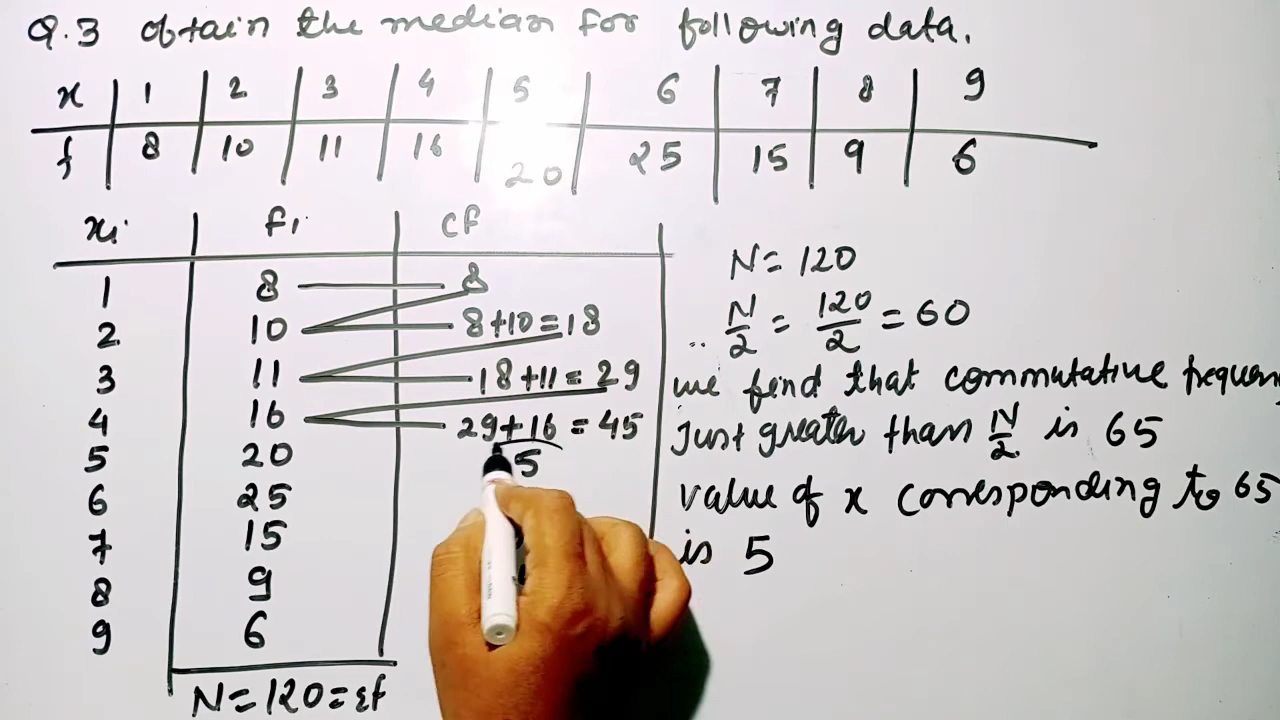 Q.3 obtain the median for following data.
x 1 2 3 4 5 6 7 8 9
f 8 10 11 16 20 25 15 9 6
xi fi cf
1 8 8
2 10 8+10=18
3 11 18+11=29
4 16 29+16=45
5 20 5
6 25
7 15
8 9
9 6
N=120=Σf
N=120
∴ N/2 = 120/2 = 60
we find that commutative frequen
Just greater than N/2 is 65
value of x corresponding to 65
is 5